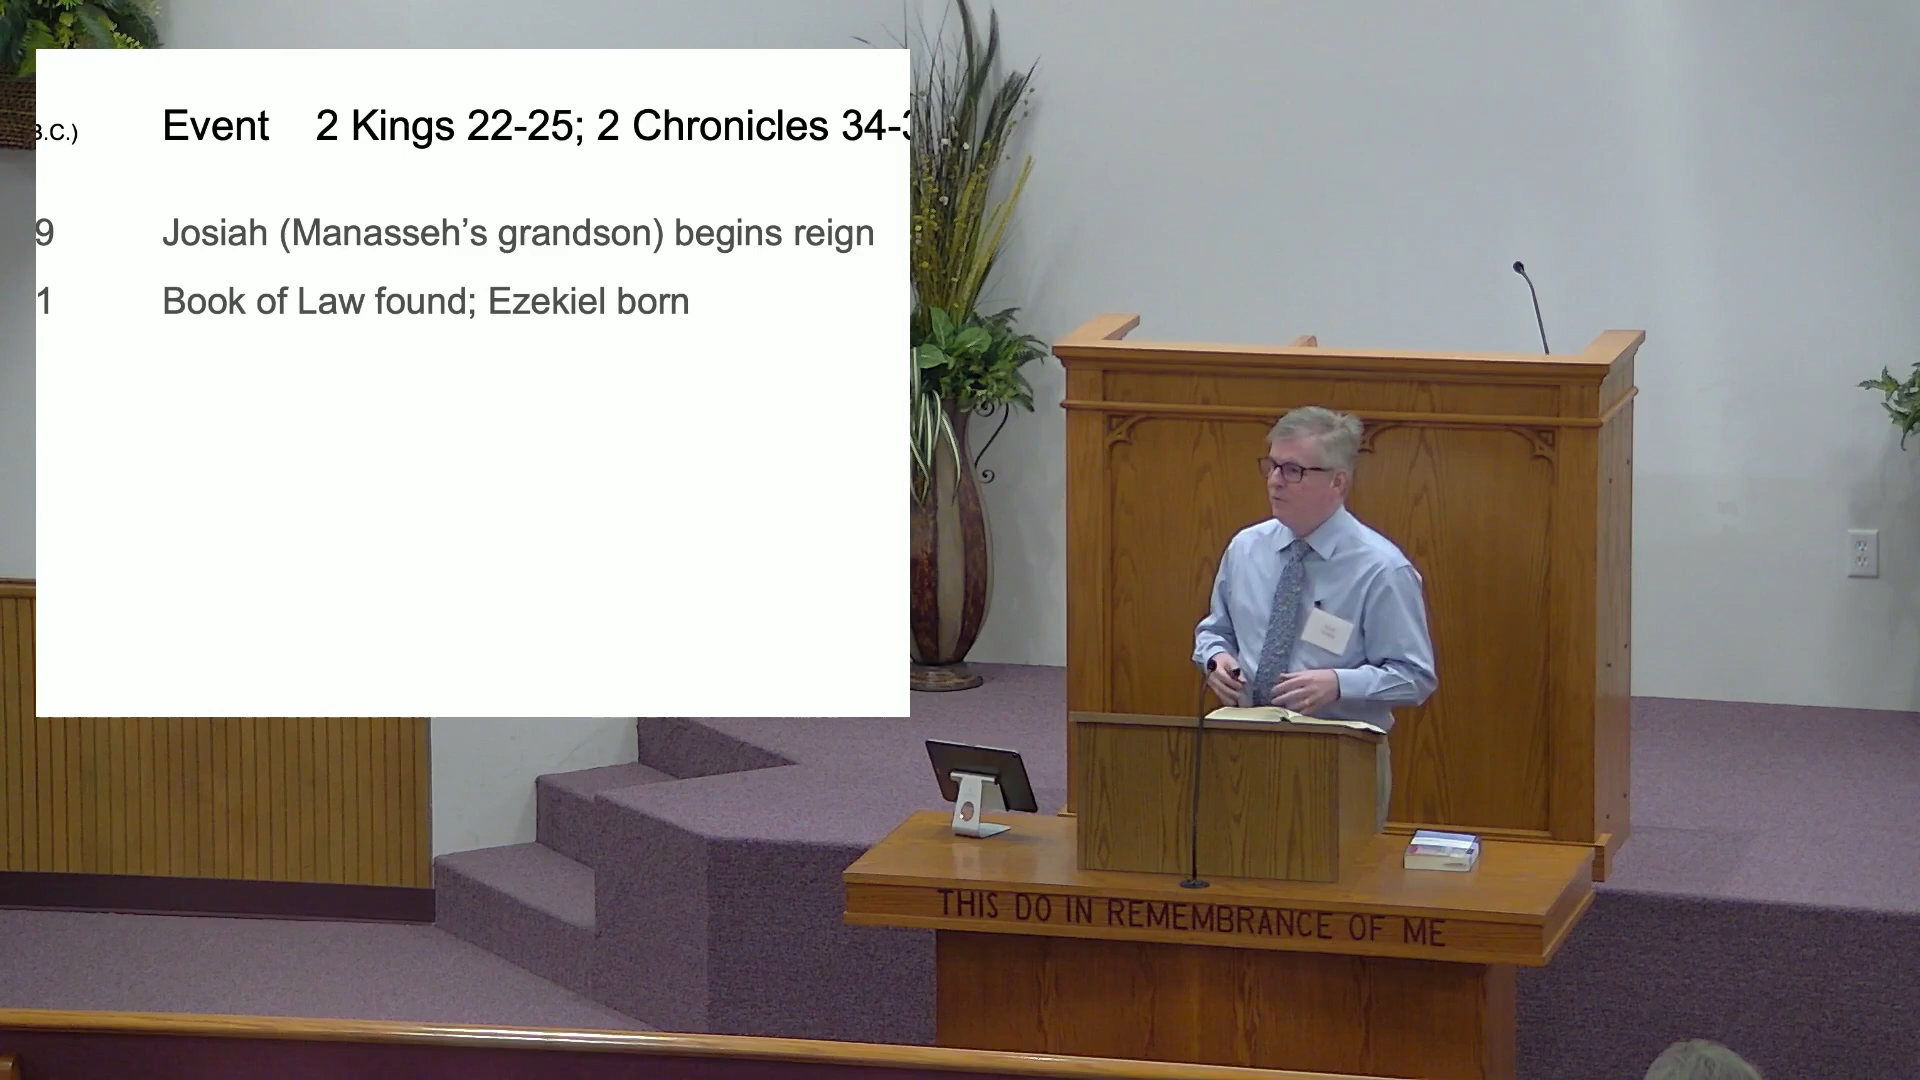 B.C.) Event 2 Kings 22-25; 2 Chronicles 34-3
9 Josiah (Manasseh’s grandson) begins reign
1 Book of Law found; Ezekiel born
THIS DO IN REMEMBRANCE OF ME